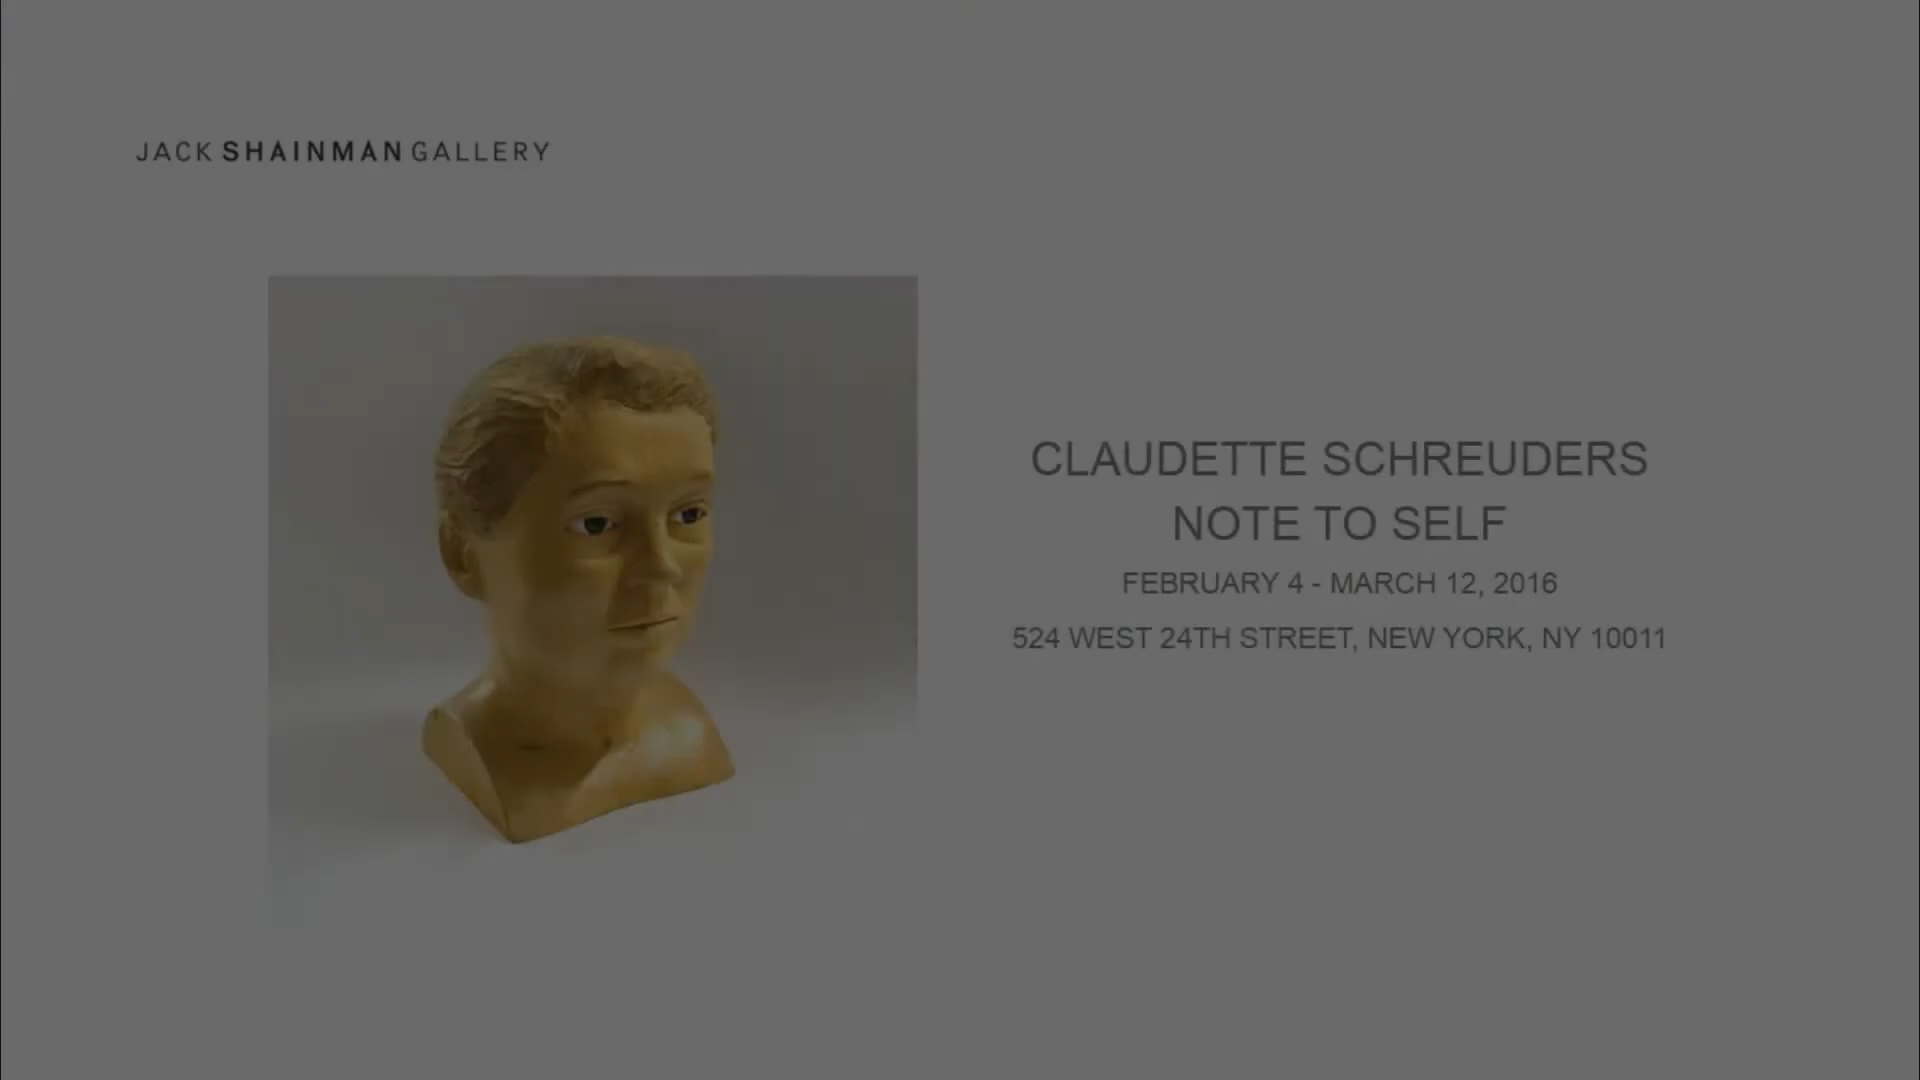 JACK SHAINMAN GALLERY
CLAUDETTE SCHREUDERS
NOTE TO SELF
FEBRUARY 4 - MARCH 12, 2016
524 WEST 24TH STREET, NEW YORK, NY 10011